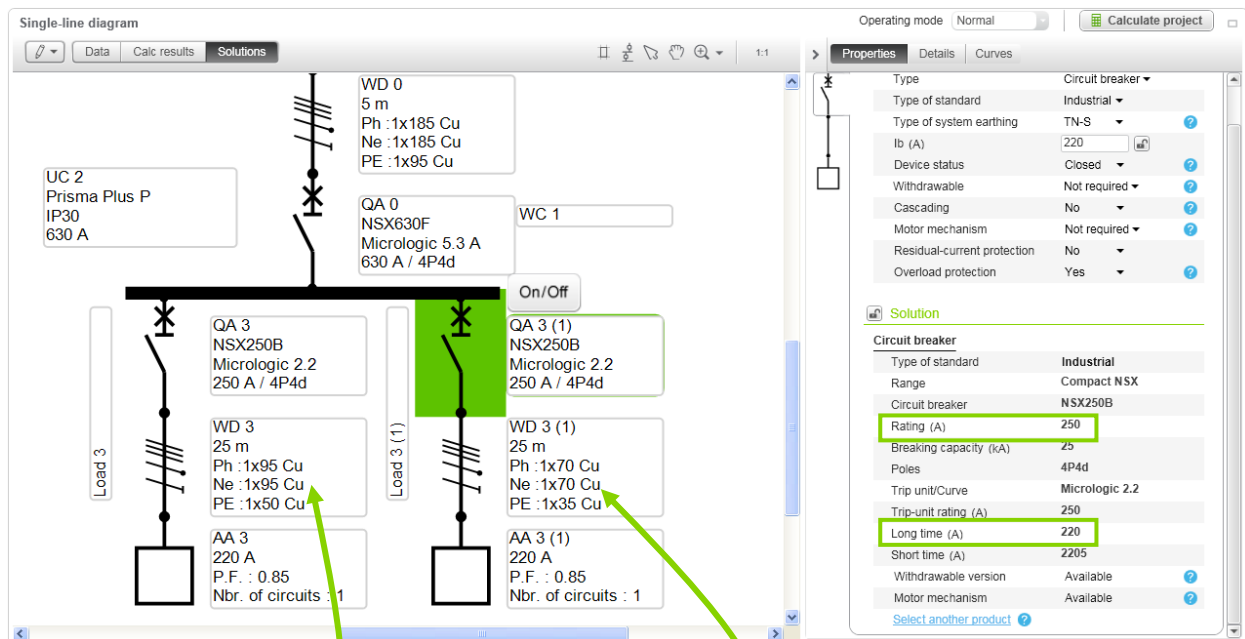 Single-line diagram
Operating mode Normal Calculate project
Data Calc results Solutions 1:1
Properties Details Curves
WD 0
5 m
Ph :1x185 Cu
Ne :1x185 Cu
PE :1x95 Cu
UC 2
Prisma Plus P
IP30
630 A
QA 0
NSX630F
Micrologic 5.3 A
630 A / 4P4d
WC 1
On/Off
Load 3
QA 3
NSX250B
Micrologic 2.2
250 A / 4P4d
WD 3
25 m
Ph :1x95 Cu
Ne :1x95 Cu
PE :1x50 Cu
AA 3
220 A
P.F. : 0.85
Nbr. of circuits : 1
Load 3 (1)
QA 3 (1)
NSX250B
Micrologic 2.2
250 A / 4P4d
WD 3 (1)
25 m
Ph :1x70 Cu
Ne :1x70 Cu
PE :1x35 Cu
AA 3 (1)
220 A
P.F. : 0.85
Nbr. of circuits : 1
Type Circuit breaker
Type of standard Industrial
Type of system earthing TN-S ?
Ib (A) 220
Device status Closed ?
Withdrawable Not required ?
Cascading No ?
Motor mechanism Not required ?
Residual-current protection No
Overload protection Yes ?
Solution
Circuit breaker
Type of standard Industrial
Range Compact NSX
Circuit breaker NSX250B
Rating (A) 250
Breaking capacity (kA) 25
Poles 4P4d
Trip unit/Curve Micrologic 2.2
Trip-unit rating (A) 250
Long time (A) 220
Short time (A) 2205
Withdrawable version Available ?
Motor mechanism Available ?
Select another product ?